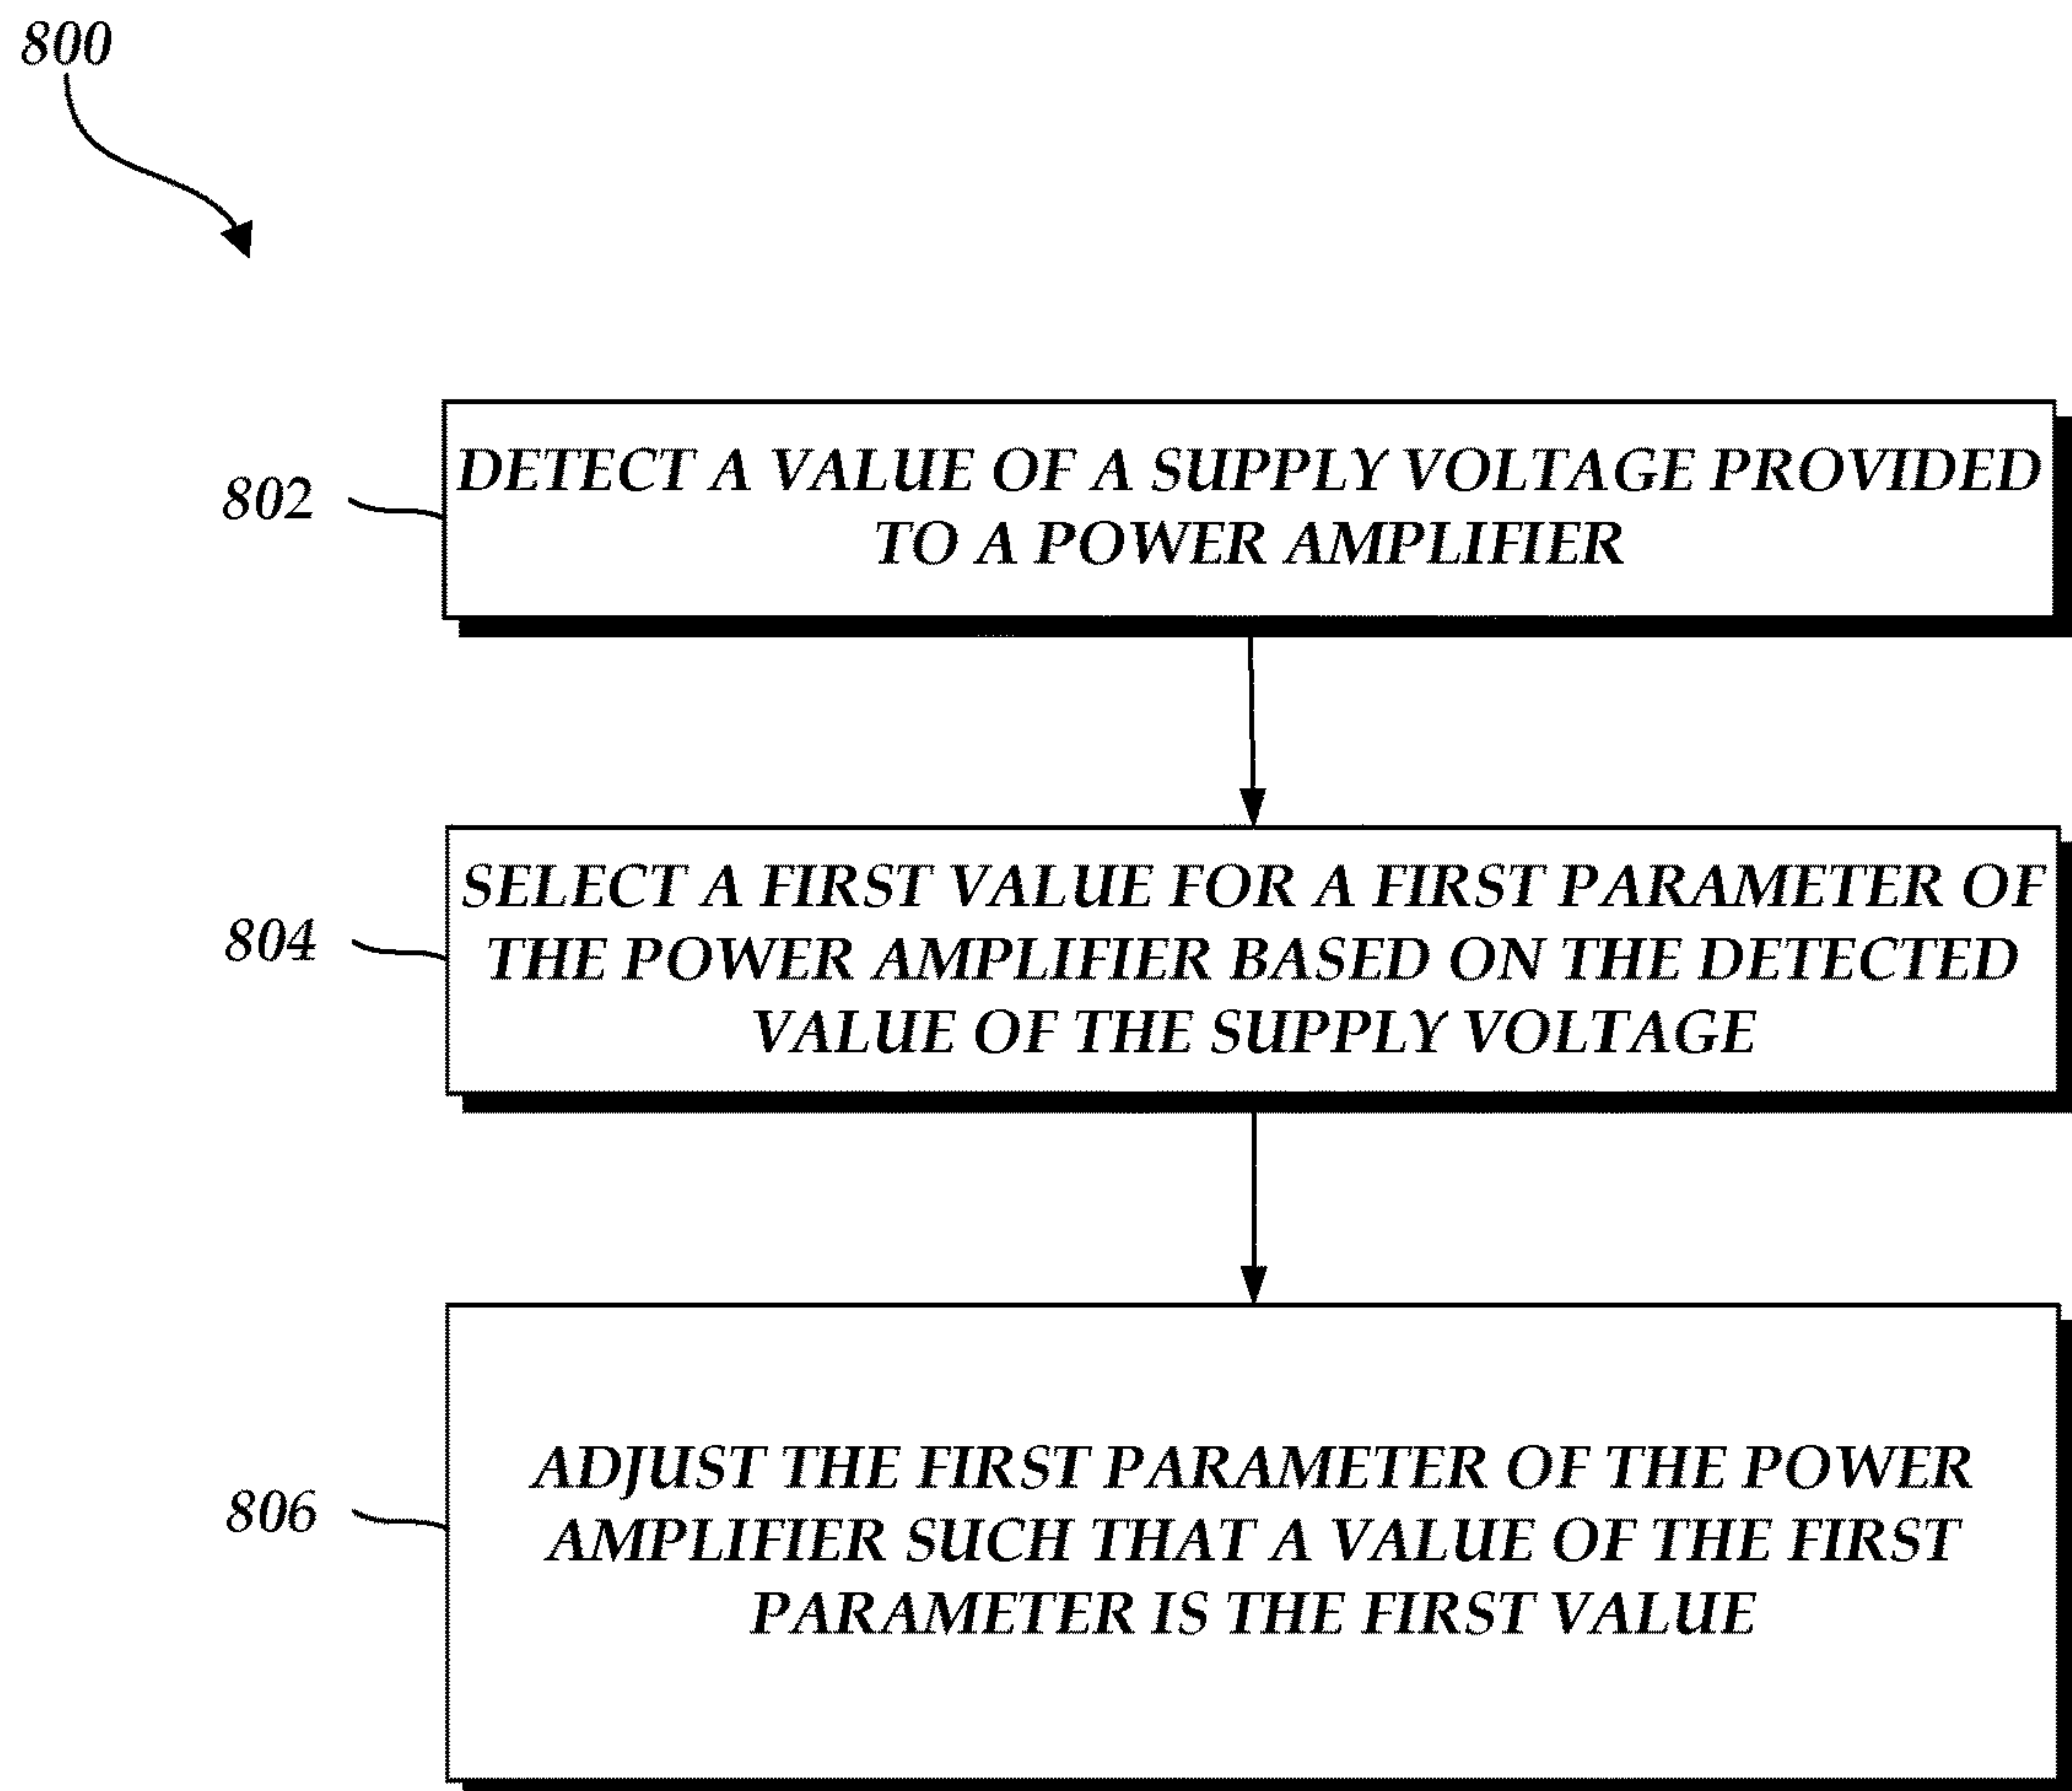 800
802
DETECT A VALUE OF A SUPPLY VOLTAGE PROVIDED
TO A POWER AMPLIFIER
804
SELECT A FIRST VALUE FOR A FIRST PARAMETER OF
THE POWER AMPLIFIER BASED ON THE DETECTED
VALUE OF THE SUPPLY VOLTAGE
806
ADJUST THE FIRST PARAMETER OF THE POWER
AMPLIFIER SUCH THAT A VALUE OF THE FIRST
PARAMETER IS THE FIRST VALUE